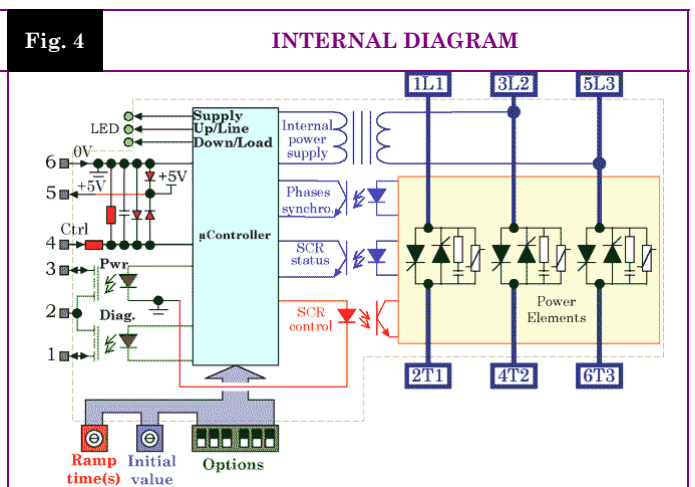 Fig. 4
INTERNAL DIAGRAM
1L1
3L2
5L3
Supply
LED
Up/Line
Down/Load
Internal
power
supply
6
0V
5
+5V
+5V
Phases
synchro.
4
Ctrl
µController
SCR
status
3
Pwr
2
Diag.
1
SCR
control
Power
Elements
2T1
4T2
6T3
Ramp
time(s)
Initial
value
Options